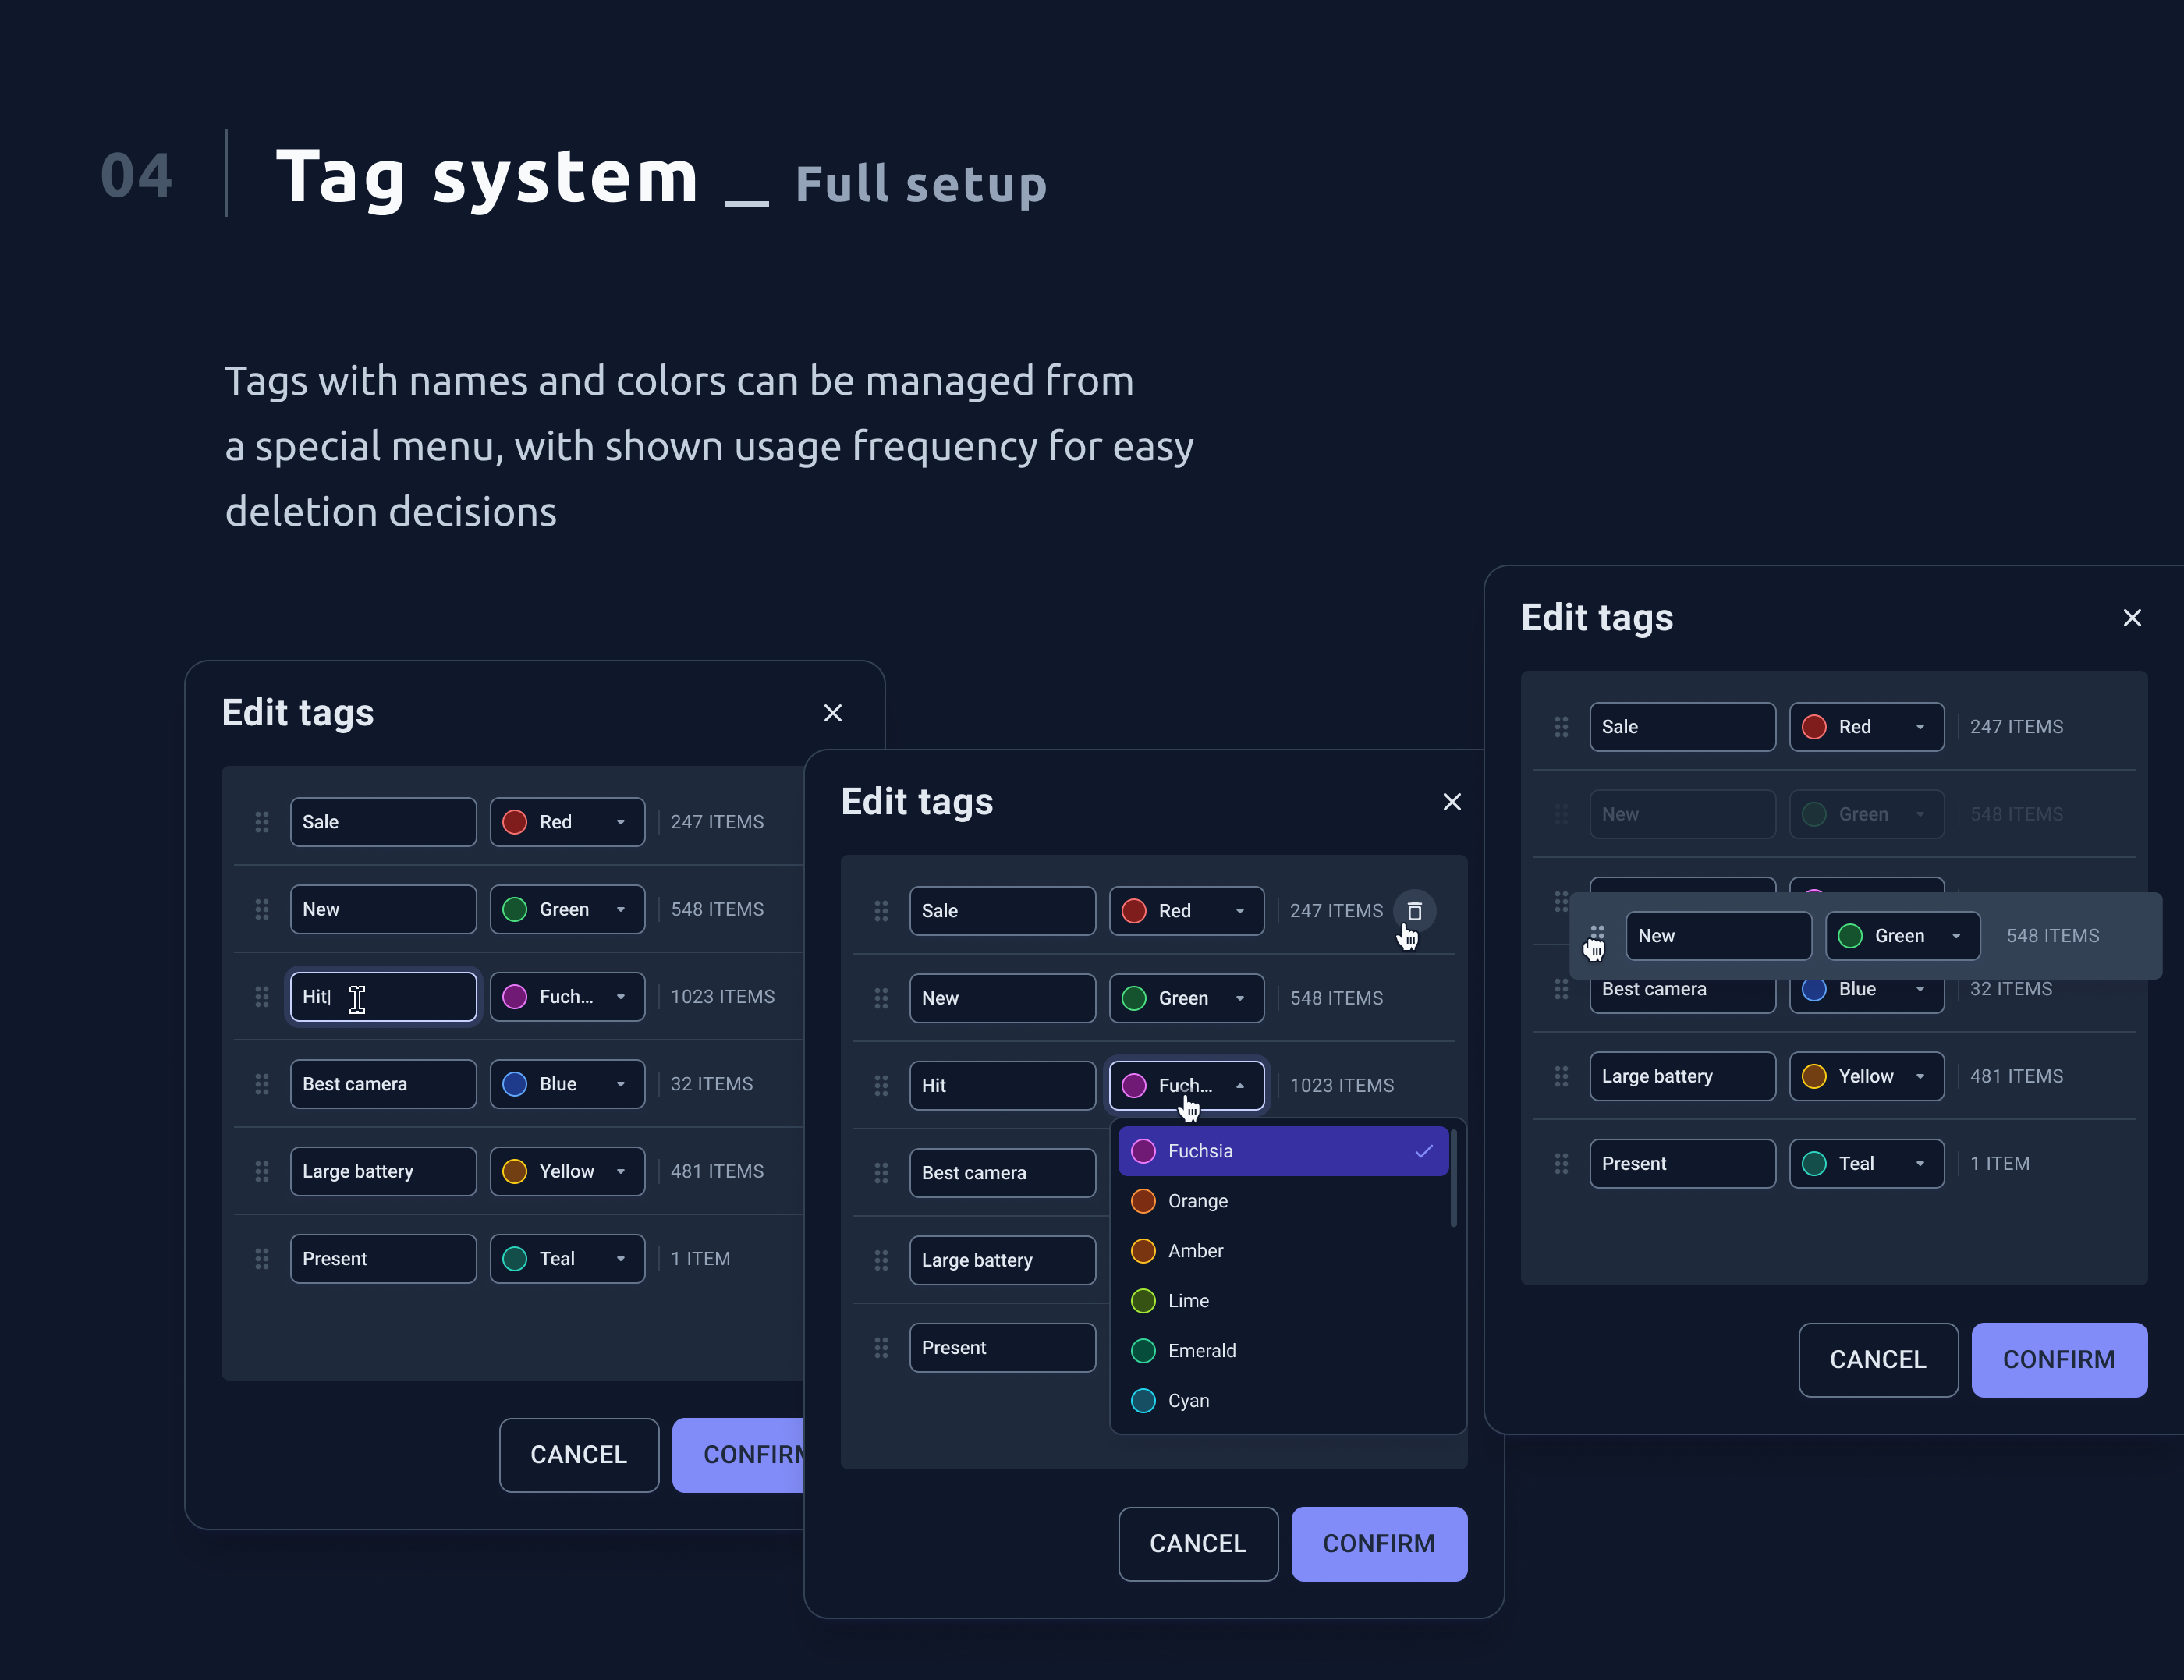 04
Tag system _ Full setup
Tags with names and colors can be managed from
a special menu, with shown usage frequency for easy
deletion decisions
Edit tags
Sale Red 247 ITEMS
New Green 548 ITEMS
Hit Fuch... 1023 ITEMS
Best camera Blue 32 ITEMS
Large battery Yellow 481 ITEMS
Present Teal 1 ITEM
CANCEL CONFIRM
Edit tags
Sale Red 247 ITEMS
New Green 548 ITEMS
Hit Fuch... 1023 ITEMS
Best camera
Large battery
Present
Fuchsia
Orange
Amber
Lime
Emerald
Cyan
CANCEL CONFIRM
Edit tags
Sale Red 247 ITEMS
New Green 548 ITEMS
New Green 548 ITEMS
Best camera Blue 32 ITEMS
Large battery Yellow 481 ITEMS
Present Teal 1 ITEM
CANCEL CONFIRM